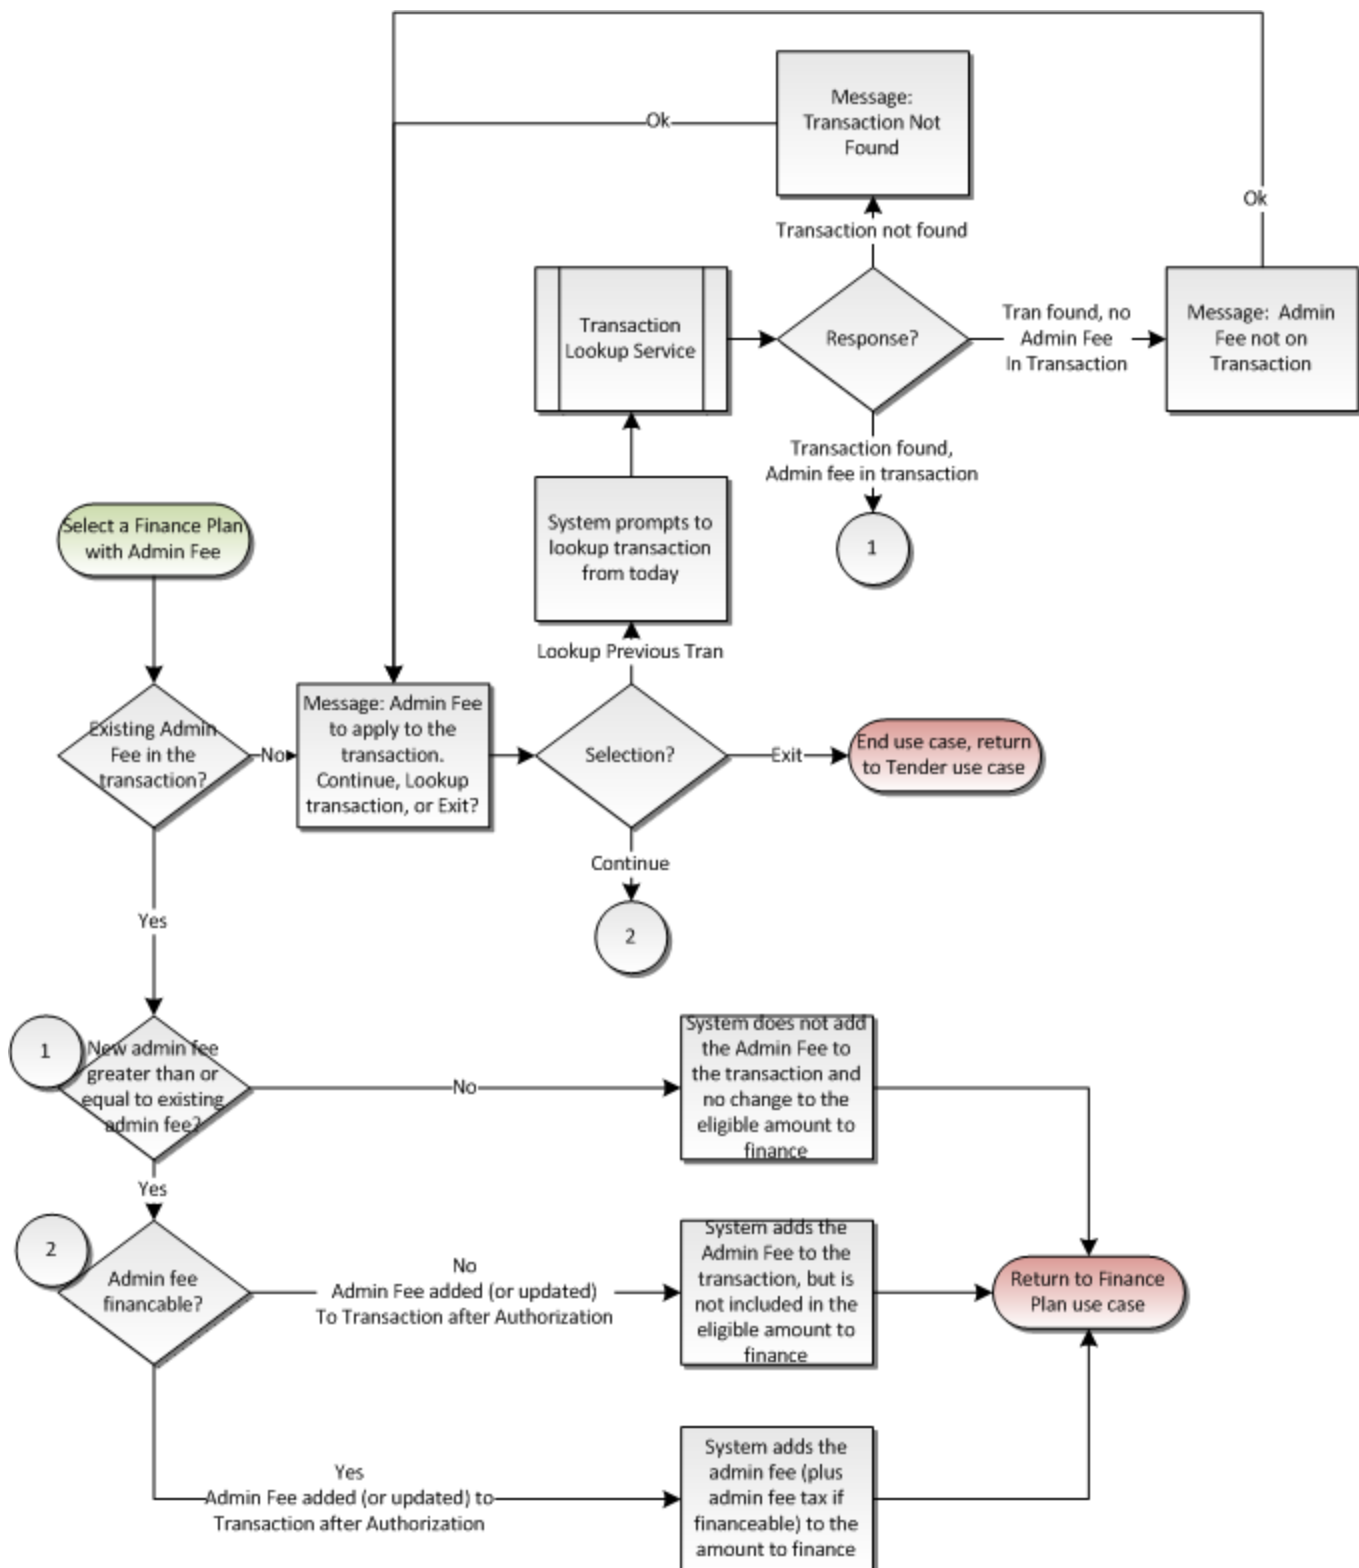 Message:
Transaction Not
Found
Ok
Ok
Transaction not found
Transaction
Lookup Service
Response?
Tran found, no
Admin Fee
In Transaction
Message:  Admin
Fee not on
Transaction
Transaction found,
Admin fee in transaction
1
System prompts to
lookup transaction
from today
Select a Finance Plan
with Admin Fee
Lookup Previous Tran
Existing Admin
Fee in the
transaction?
No
Message: Admin Fee
to apply to the
transaction.
Continue, Lookup
transaction, or Exit?
Selection?
Exit
End use case, return
to Tender use case
Continue
2
Yes
1
New admin fee
greater than or
equal to existing
admin fee?
No
System does not add
the Admin Fee to
the transaction and
no change to the
eligible amount to
finance
Yes
2
Admin fee
financable?
No
Admin Fee added (or updated)
To Transaction after Authorization
System adds the
Admin Fee to the
transaction, but is
not included in the
eligible amount to
finance
Return to Finance
Plan use case
Yes
Admin Fee added (or updated) to
Transaction after Authorization
System adds the
admin fee (plus
admin fee tax if
financeable) to the
amount to finance